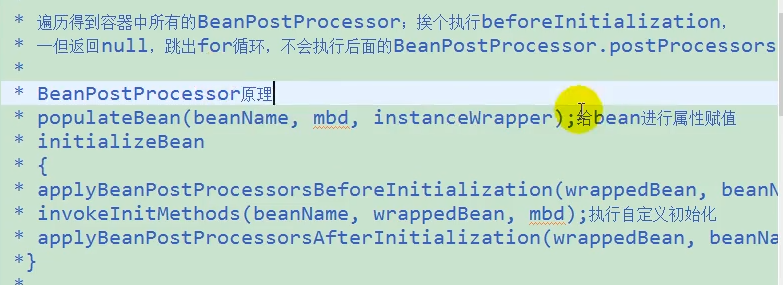 * 遍历得到容器中所有的BeanPostProcessor；挨个执行beforeInitialization，
* 一但返回null，跳出for循环，不会执行后面的BeanPostProcessor.postProcessors
*
* BeanPostProcessor原理
* populateBean(beanName, mbd, instanceWrapper);给bean进行属性赋值
* initializeBean
* {
* applyBeanPostProcessorsBeforeInitialization(wrappedBean, beanN
* invokeInitMethods(beanName, wrappedBean, mbd);执行自定义初始化
* applyBeanPostProcessorsAfterInitialization(wrappedBean, beanNa
*}
*